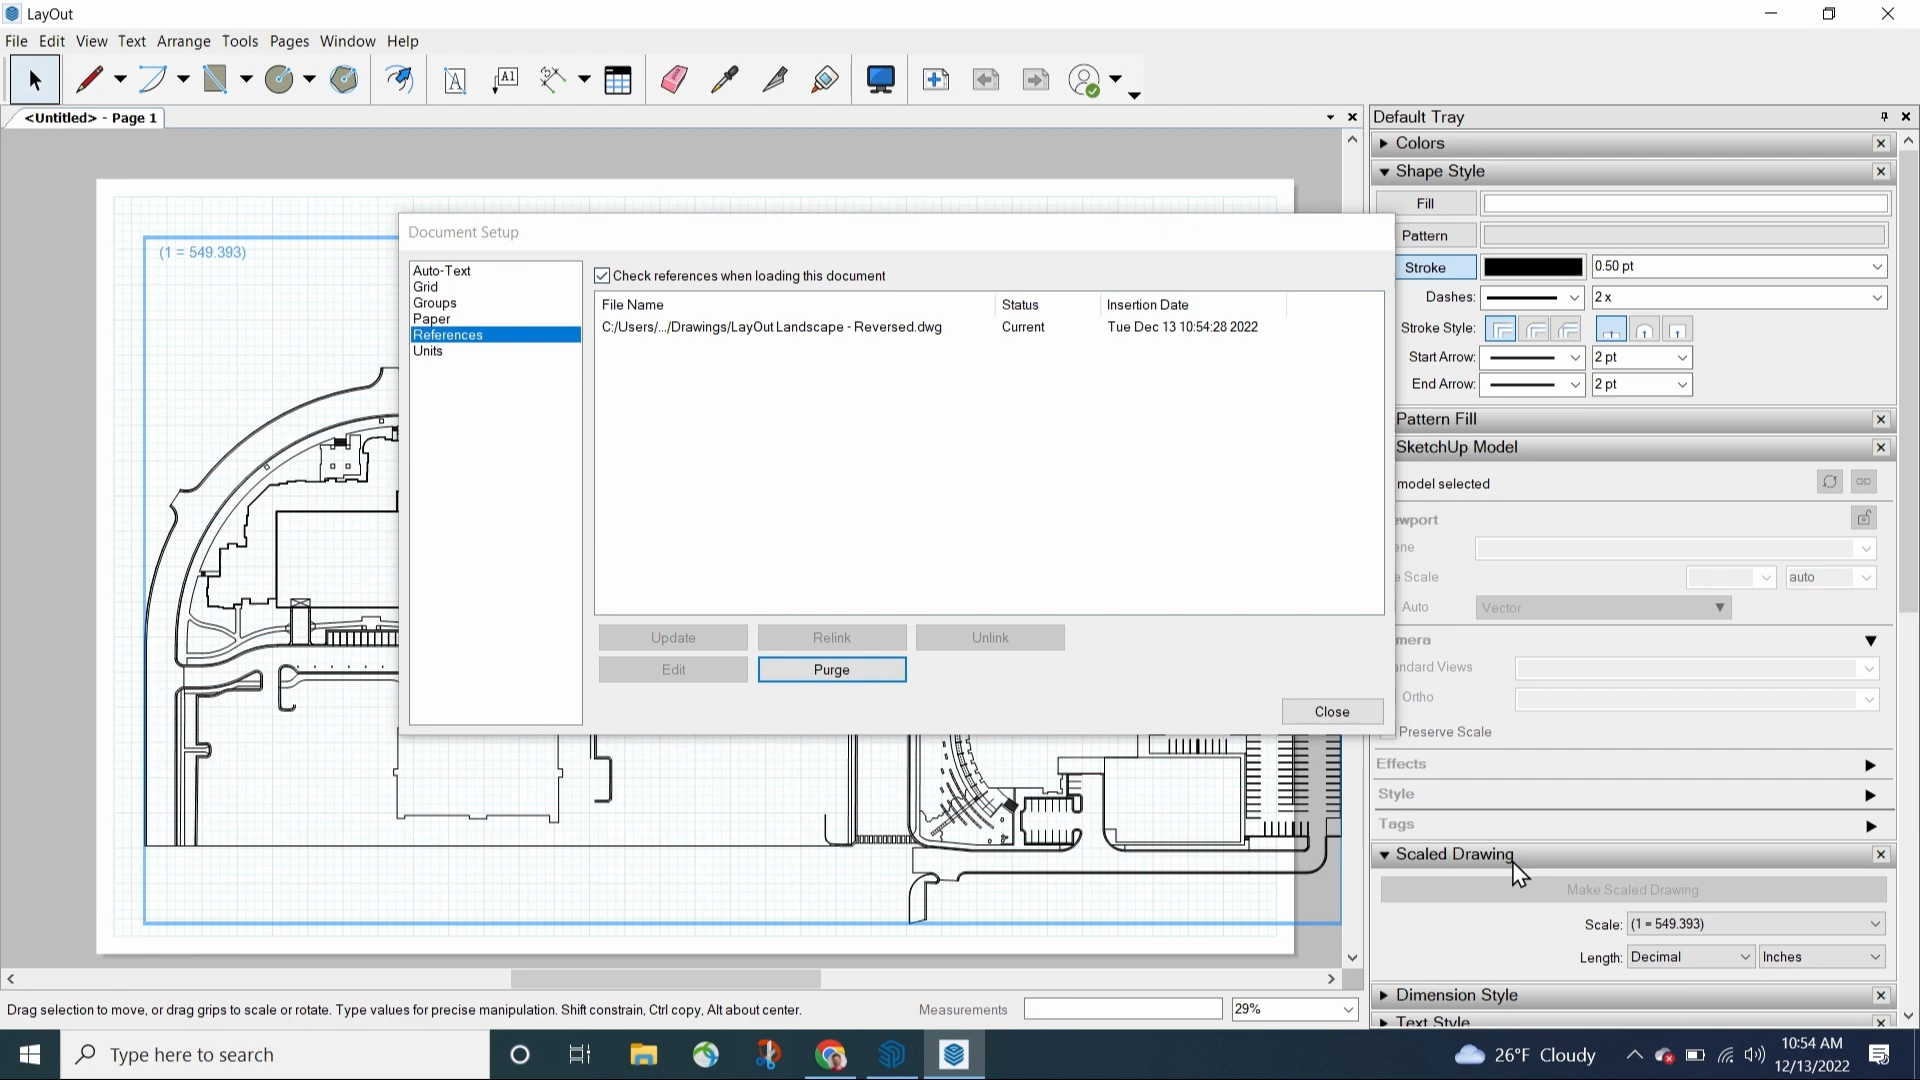 LayOut
File Edit View Text Arrange Tools Pages Window Help
<Untitled> - Page 1
(1 = 549.393)
Document Setup
Auto-Text
Grid
Groups
Paper
References
Units
Check references when loading this document
File Name Status Insertion Date
C:/Users/.../Drawings/LayOut Landscape - Reversed.dwg Current Tue Dec 13 10:54:28 2022
Update Relink Unlink
Edit Purge
Close
Default Tray
Colors
Shape Style
Fill
Pattern
Stroke 0.50 pt
Dashes: 2 x
Stroke Style:
Start Arrow: 2 pt
End Arrow: 2 pt
Pattern Fill
SketchUp Model
model selected
ewport
ene
e Scale auto
Auto Vector
mera
andard Views
Ortho
Preserve Scale
Effects
Style
Tags
Scaled Drawing
Make Scaled Drawing
Scale: (1 = 549.393)
Length: Decimal Inches
Dimension Style
Text Style
Drag selection to move, or drag grips to scale or rotate. Type values for precise manipulation. Shift constrain, Ctrl copy, Alt about center. Measurements 29%
Type here to search
26°F Cloudy
10:54 AM
12/13/2022